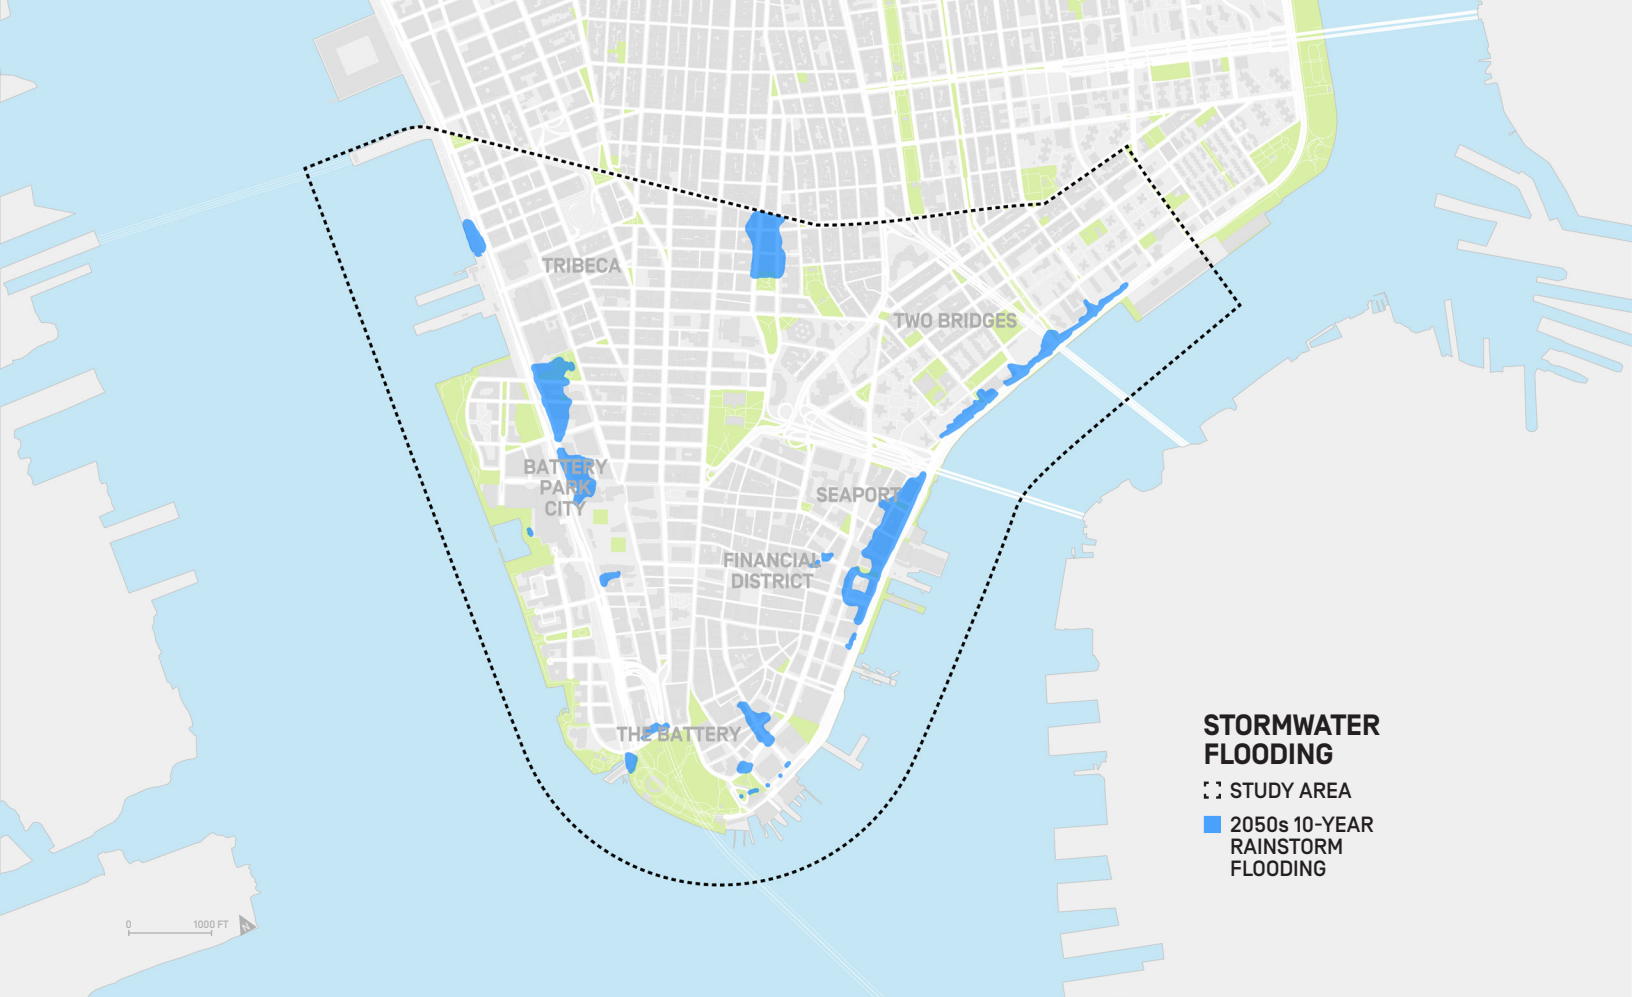 TRIBECA
TWO BRIDGES
BATTERY
PARK
CITY
SEAPORT
FINANCIAL
DISTRICT
THE BATTERY
STORMWATER
FLOODING
STUDY AREA
2050s 10-YEAR
RAINSTORM
FLOODING
0 1000 FT N